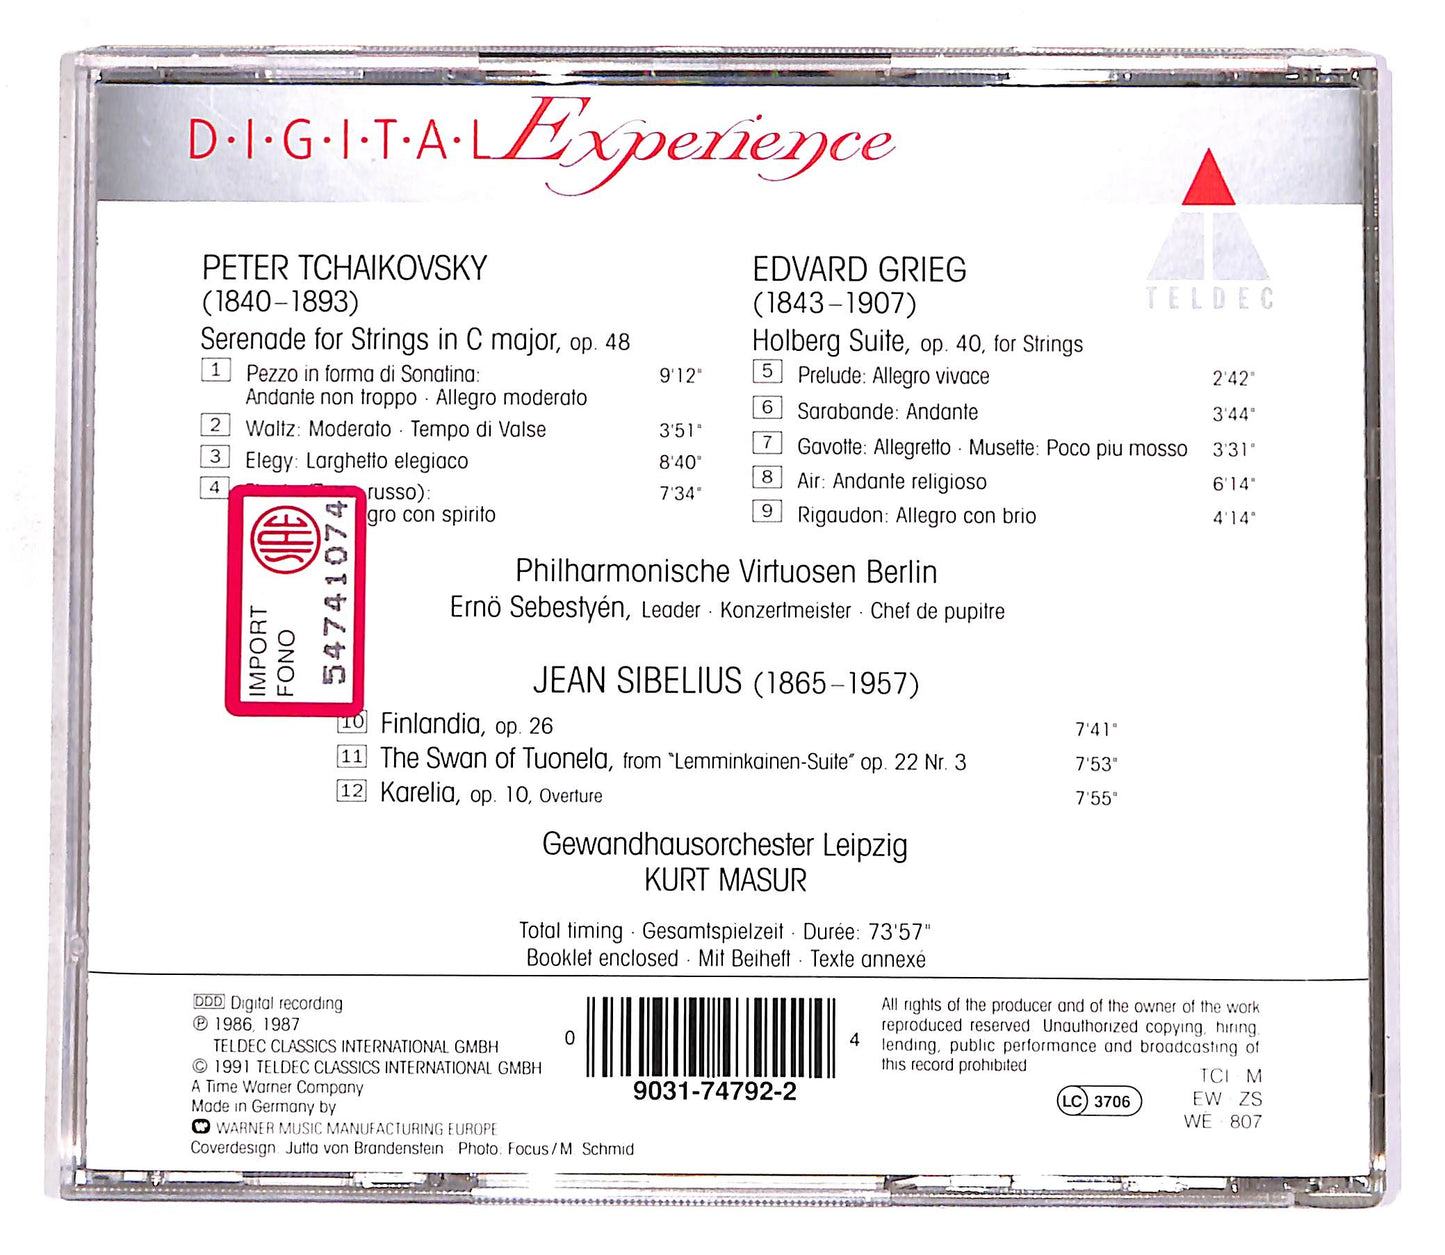 D·I·G·I·T·A·L Experience
TELDEC
PETER TCHAIKOVSKY
(1840–1893)
Serenade for Strings in C major, op. 48
1 Pezzo in forma di Sonatina: 9'12"
Andante non troppo · Allegro moderato
2 Waltz: Moderato · Tempo di Valse 3'51"
3 Elegy: Larghetto elegiaco 8'40"
4 russo): 7'34"
gro con spirito
EDVARD GRIEG
(1843–1907)
Holberg Suite, op. 40, for Strings
5 Prelude: Allegro vivace 2'42"
6 Sarabande: Andante 3'44"
7 Gavotte: Allegretto · Musette: Poco piu mosso 3'31"
8 Air: Andante religioso 6'14"
9 Rigaudon: Allegro con brio 4'14"
SIAE
IMPORT
FONO
54741074
Philharmonische Virtuosen Berlin
Ernö Sebestyén, Leader · Konzertmeister · Chef de pupitre
JEAN SIBELIUS (1865–1957)
10 Finlandia, op. 26 7'41"
11 The Swan of Tuonela, from "Lemminkainen-Suite" op. 22 Nr. 3 7'53"
12 Karelia, op. 10, Overture 7'55"
Gewandhausorchester Leipzig
KURT MASUR
Total timing · Gesamtspielzeit · Durée: 73'57"
Booklet enclosed · Mit Beiheft · Texte annexé
DDD Digital recording
℗ 1986, 1987
TELDEC CLASSICS INTERNATIONAL GMBH
© 1991 TELDEC CLASSICS INTERNATIONAL GMBH
A Time Warner Company
Made in Germany by
WARNER MUSIC MANUFACTURING EUROPE
Coverdesign: Jutta von Brandenstein · Photo: Focus/M. Schmid
0 4
9031-74792-2
All rights of the producer and of the owner of the work
reproduced reserved. Unauthorized copying, hiring,
lending, public performance and broadcasting of
this record prohibited
LC 3706
TCI · M
EW · ZS
WE · 807